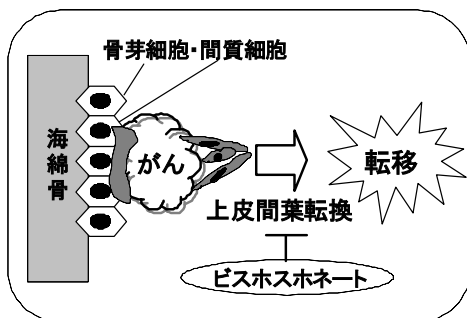 骨芽細胞・間質細胞
海綿骨
がん
転移
上皮間葉転換
ビスホスホネート